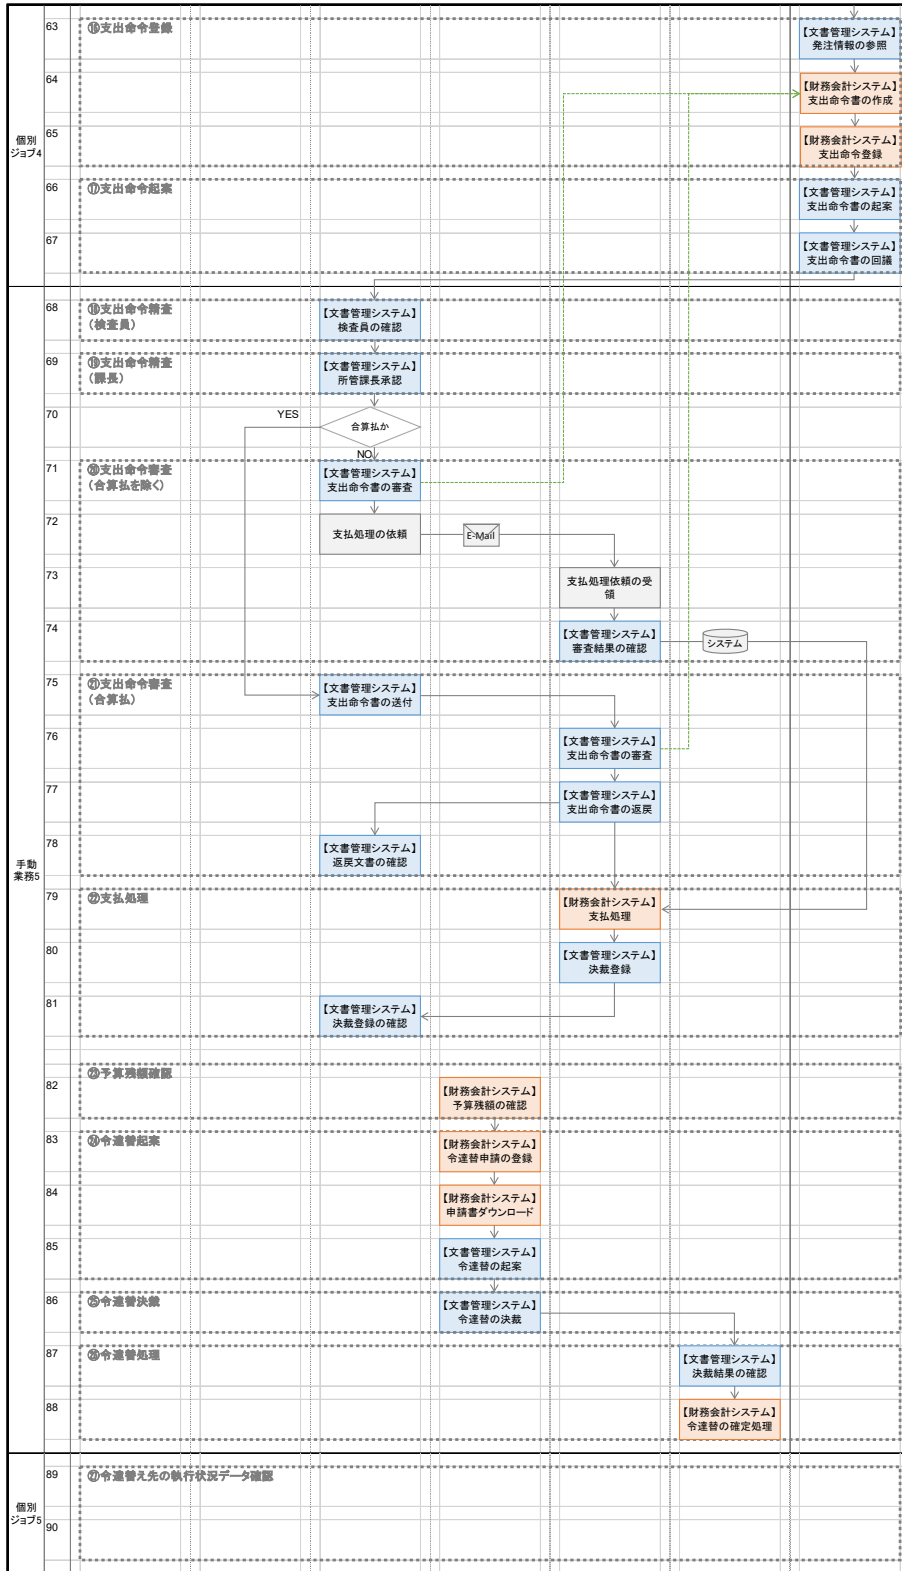 63
⑯支出命令登録
【文書管理システム】
発注情報の参照
64
【財務会計システム】
支出命令書の作成
個別
ジョブ4
65
【財務会計システム】
支出命令登録
66
⑰支出命令起案
【文書管理システム】
支出命令書の起案
67
【文書管理システム】
支出命令書の回議
68
⑱支出命令精査
（検査員）
【文書管理システム】
検査員の確認
69
⑲支出命令精査
（課長）
【文書管理システム】
所管課長承認
70
YES
合算払か
NO
71
⑳支出命令審査
（合算払を除く）
【文書管理システム】
支出命令書の審査
72
支払処理の依頼
E-Mail
73
支払処理依頼の受
領
74
【文書管理システム】
審査結果の確認
システム
75
㉑支出命令審査
（合算払）
【文書管理システム】
支出命令書の送付
76
【文書管理システム】
支出命令書の審査
77
【文書管理システム】
支出命令書の返戻
78
【文書管理システム】
返戻文書の確認
手動
業務5
79
㉒支払処理
【財務会計システム】
支払処理
80
【文書管理システム】
決裁登録
81
【文書管理システム】
決裁登録の確認
82
㉓予算残額確認
【財務会計システム】
予算残額の確認
83
㉔令達替起案
【財務会計システム】
令達替申請の登録
84
【財務会計システム】
申請書ダウンロード
85
【文書管理システム】
令達替の起案
86
㉕令達替決裁
【文書管理システム】
令達替の決裁
87
㉖令達替処理
【文書管理システム】
決裁結果の確認
88
【財務会計システム】
令達替の確定処理
89
㉗令達替え先の執行状況データ確認
個別
ジョブ5
90